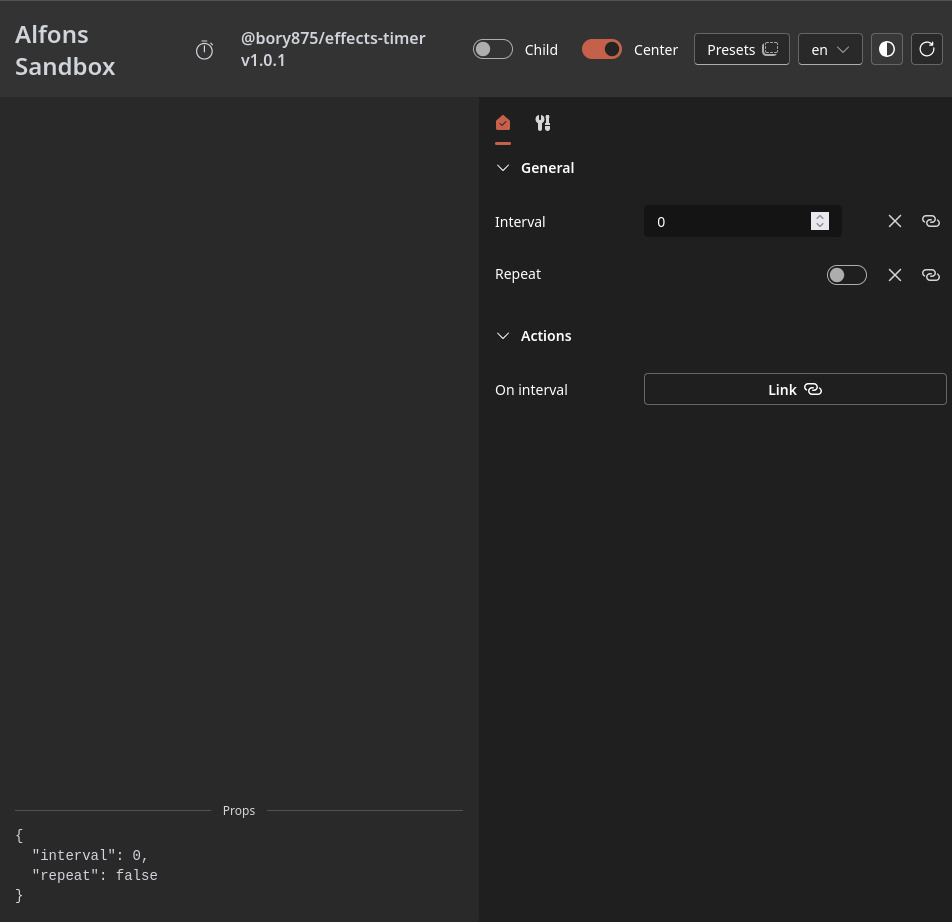 Alfons
Sandbox
@bory875/effects-timer
v1.0.1
Child
Center
Presets
en
General
Interval
0
Repeat
Actions
On interval
Link
Props
{
  "interval": 0,
  "repeat": false
}